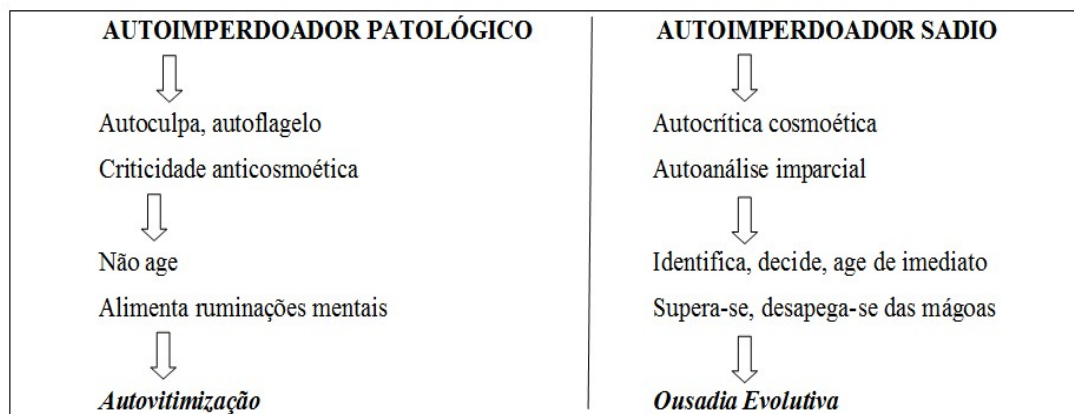 AUTOIMPERDOADOR PATOLÓGICO
Autoculpa, autoflagelo
Criticidade anticosmoética
Não age
Alimenta ruminações mentais
Autovitimização
AUTOIMPERDOADOR SADIO
Autocrítica cosmoética
Autoanálise imparcial
Identifica, decide, age de imediato
Supera-se, desapega-se das mágoas
Ousadia Evolutiva